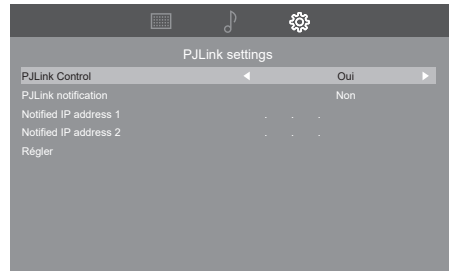 PJLink settings
PJLink Control Oui
PJLink notification Non
Notified IP address 1 . . .
Notified IP address 2 . . .
Régler